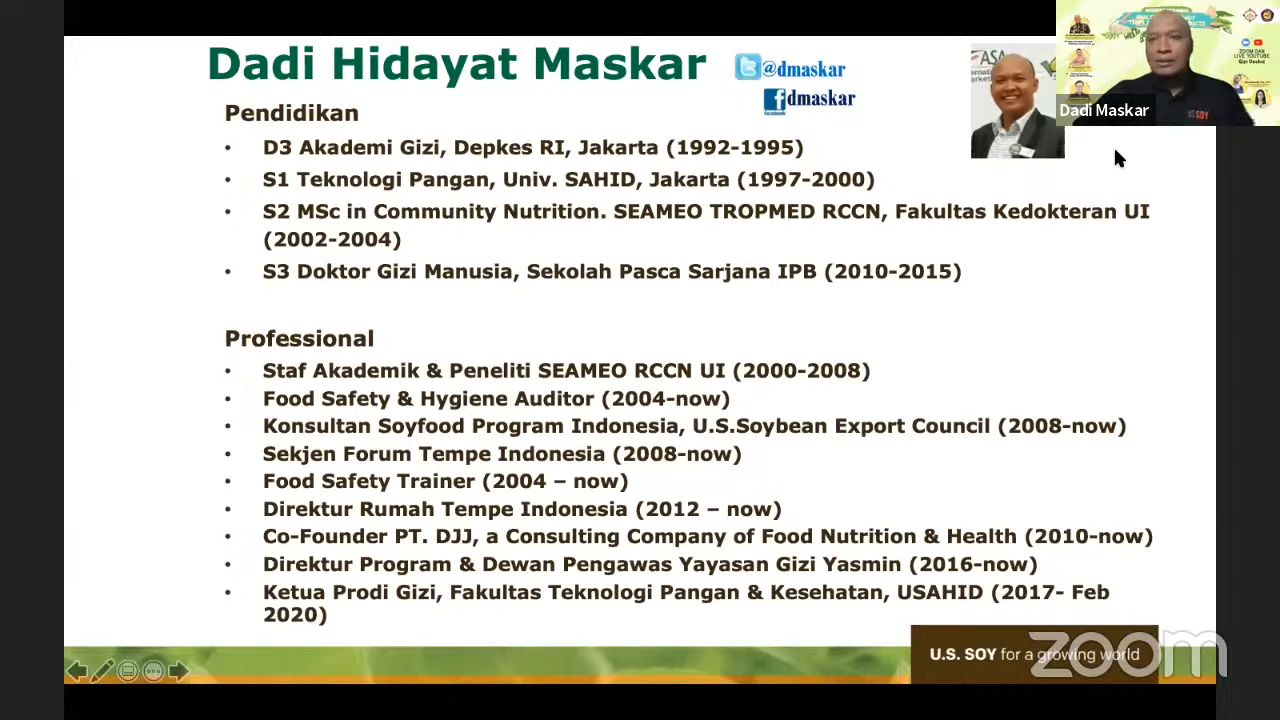 Dadi Hidayat Maskar
@dmaskar
dmaskar
Pendidikan
• D3 Akademi Gizi, Depkes RI, Jakarta (1992-1995)
• S1 Teknologi Pangan, Univ. SAHID, Jakarta (1997-2000)
• S2 MSc in Community Nutrition. SEAMEO TROPMED RCCN, Fakultas Kedokteran UI
(2002-2004)
• S3 Doktor Gizi Manusia, Sekolah Pasca Sarjana IPB (2010-2015)
Professional
• Staf Akademik & Peneliti SEAMEO RCCN UI (2000-2008)
• Food Safety & Hygiene Auditor (2004-now)
• Konsultan Soyfood Program Indonesia, U.S.Soybean Export Council (2008-now)
• Sekjen Forum Tempe Indonesia (2008-now)
• Food Safety Trainer (2004 – now)
• Direktur Rumah Tempe Indonesia (2012 – now)
• Co-Founder PT. DJJ, a Consulting Company of Food Nutrition & Health (2010-now)
• Direktur Program & Dewan Pengawas Yayasan Gizi Yasmin (2016-now)
• Ketua Prodi Gizi, Fakultas Teknologi Pangan & Kesehatan, USAHID (2017- Feb
2020)
U.S. SOY for a growing world
zoom
ASA
Dadi Maskar
SOY
ZOOM DAN
LIVE YOUTUBE